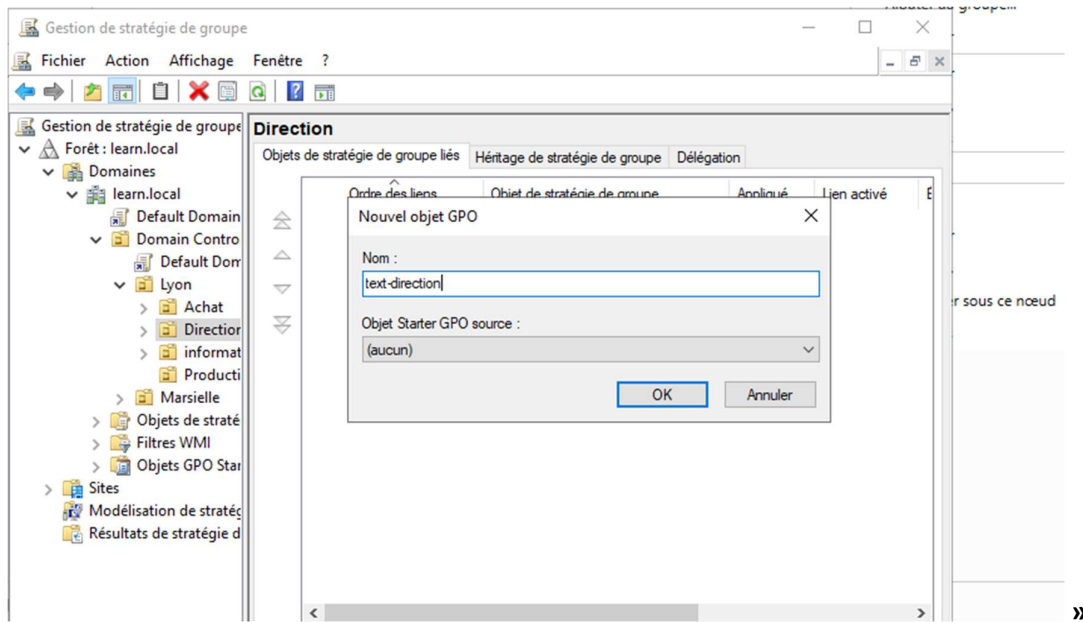 Gestion de stratégie de groupe
Fichier Action Affichage Fenêtre ?
Gestion de stratégie de groupe
Forêt : learn.local
Domaines
learn.local
Default Domain
Domain Contro
Default Dom
Lyon
Achat
Direction
informat
Producti
Marsielle
Objets de straté
Filtres WMI
Objets GPO Star
Sites
Modélisation de stratég
Résultats de stratégie d
Direction
Objets de stratégie de groupe liés Héritage de stratégie de groupe Délégation
Ordre des liens Objet de stratégie de groupe Appliqué Lien activé É
Nouvel objet GPO
Nom :
text-direction
Objet Starter GPO source :
(aucun)
OK Annuler
groupe...
r sous ce nœud
»